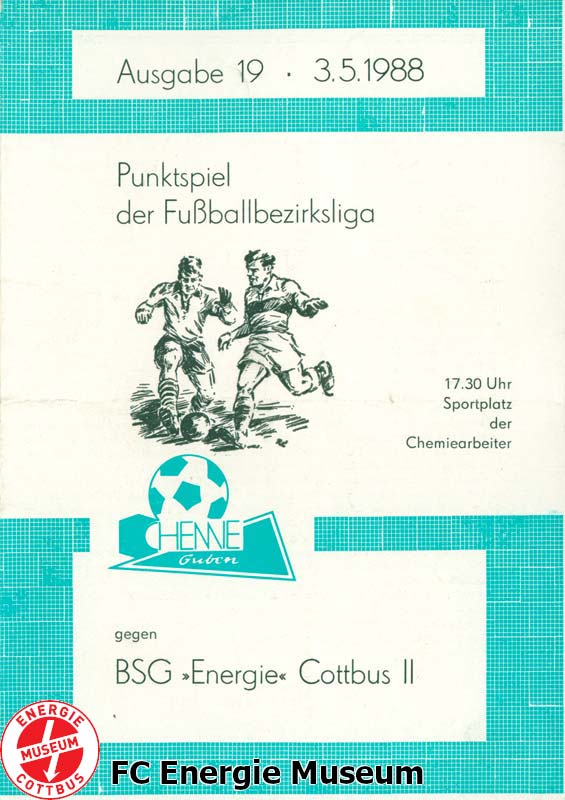 Ausgabe 19 · 3.5.1988
Punktspiel
der Fußballbezirksliga
17.30 Uhr
Sportplatz
der
Chemiearbeiter
CHEMIE
Guben
gegen
BSG »Energie« Cottbus II
ENERGIE
MUSEUM
COTTBUS
FC Energie Museum